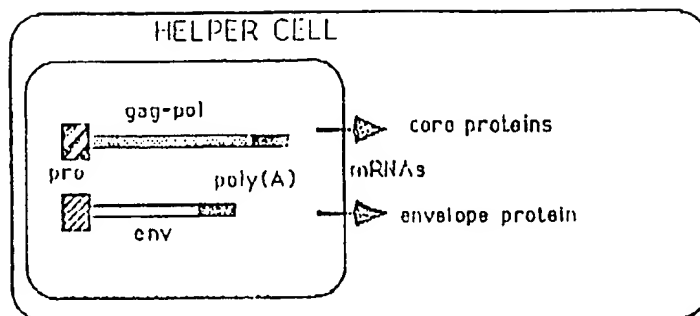 HELPER CELL
gag-pol
core proteins
pro
poly(A)
mRNAs
env
envelope protein